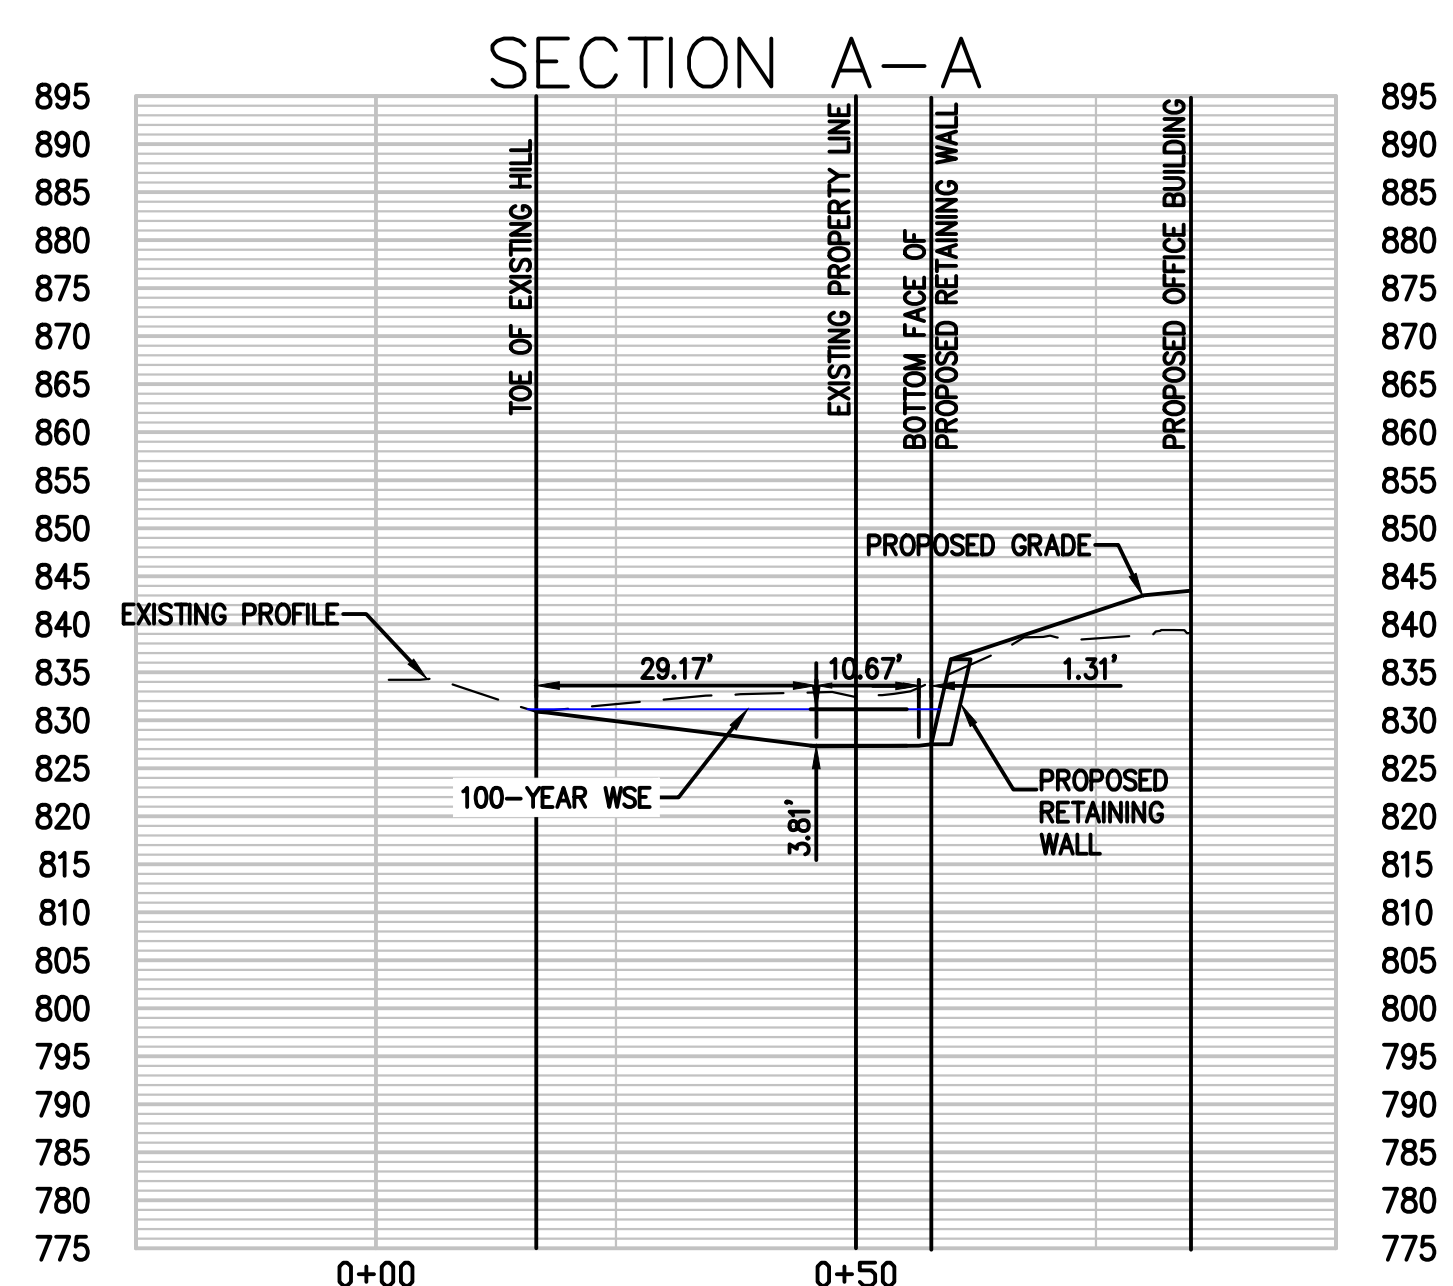 SECTION A-A
895 895
890 890
885 885
880 880
875 875
870 870
865 865
860 860
855 855
850 850
845 845
840 840
835 835
830 830
825 825
820 820
815 815
810 810
805 805
800 800
795 795
790 790
785 785
780 780
775 775
TOE OF EXISTING HILL
EXISTING PROPERTY LINE
BOTTOM FACE OF
PROPOSED RETAINING WALL
PROPOSED OFFICE BUILDING
PROPOSED GRADE
EXISTING PROFILE
29.17'
10.67'
1.31'
100-YEAR WSE
3.81'
PROPOSED
RETAINING
WALL
0+00
0+50